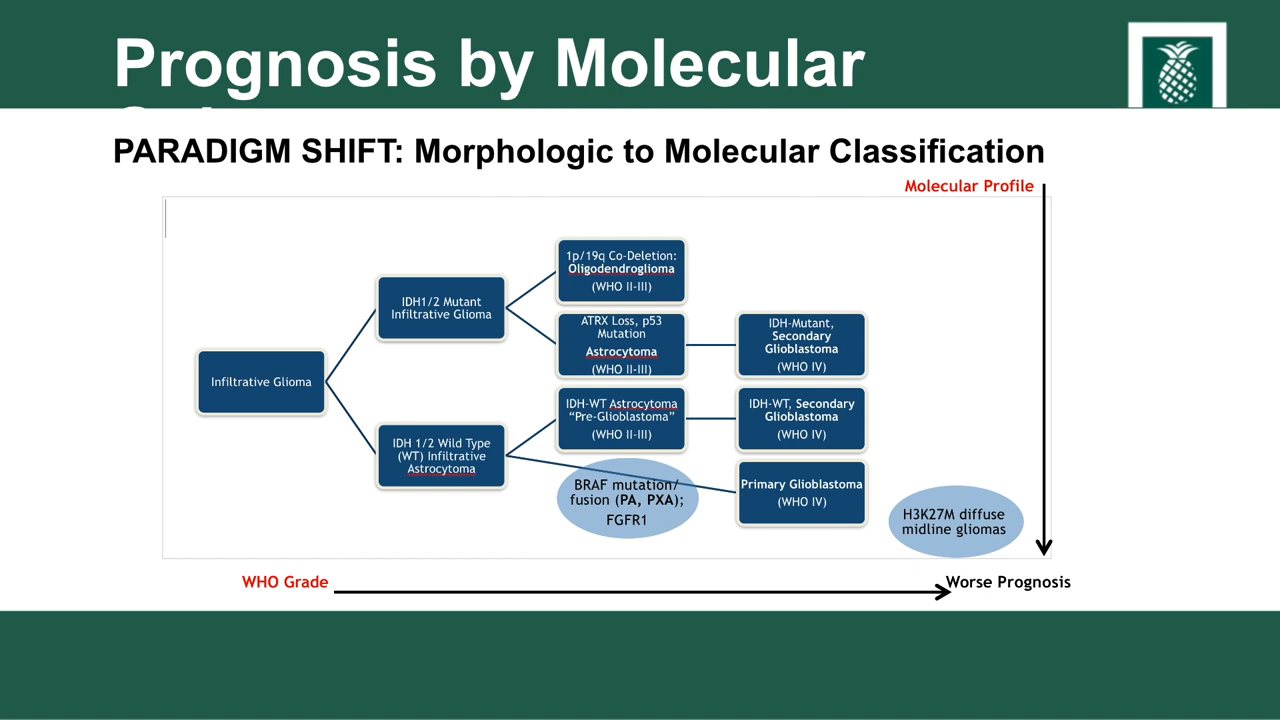 Prognosis by Molecular
PARADIGM SHIFT: Morphologic to Molecular Classification
Molecular Profile
1p/19q Co-Deletion:
Oligodendroglioma
(WHO II-III)
IDH1/2 Mutant
Infiltrative Glioma
ATRX Loss, p53
Mutation
Astrocytoma
(WHO II-III)
IDH-Mutant,
Secondary
Glioblastoma
(WHO IV)
Infiltrative Glioma
IDH-WT Astrocytoma
“Pre-Glioblastoma”
(WHO II-III)
IDH-WT, Secondary
Glioblastoma
(WHO IV)
IDH 1/2 Wild Type
(WT) Infiltrative
Astrocytoma
BRAF mutation/
fusion (PA, PXA);
FGFR1
Primary Glioblastoma
(WHO IV)
H3K27M diffuse
midline gliomas
WHO Grade
Worse Prognosis